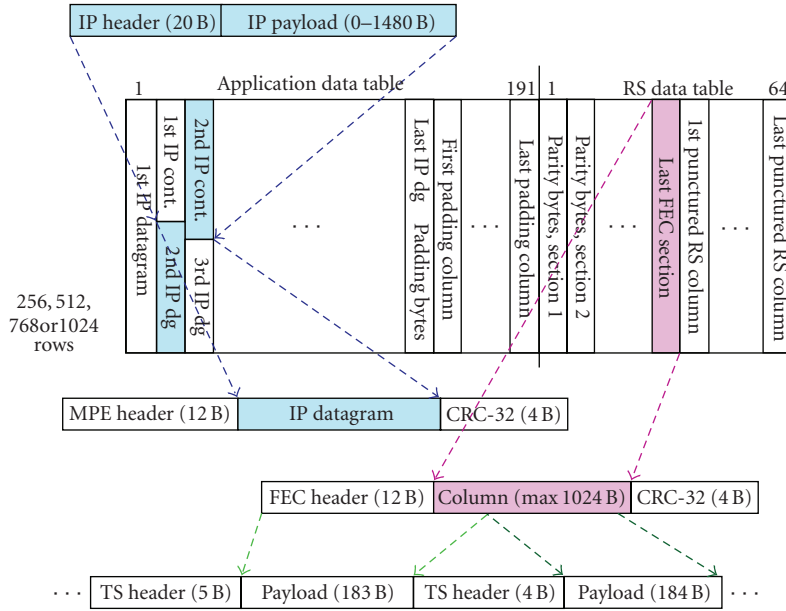 IP header (20 B)
IP payload (0–1480 B)
1
Application data table
191
1
RS data table
64
1st IP datagram
1st IP cont.
2nd IP dg
2nd IP cont.
3rd IP dg
· · ·
Last IP dg
Padding bytes
First padding column
· · ·
Last padding column
Parity bytes, section 1
Parity bytes, section 2
· · ·
Last FEC section
1st punctured RS column
· · ·
Last punctured RS column
256, 512,
768or1024
rows
MPE header (12 B)
IP datagram
CRC-32 (4 B)
FEC header (12 B)
Column (max 1024 B)
CRC-32 (4 B)
· · ·
TS header (5 B)
Payload (183 B)
TS header (4 B)
Payload (184 B)
· · ·